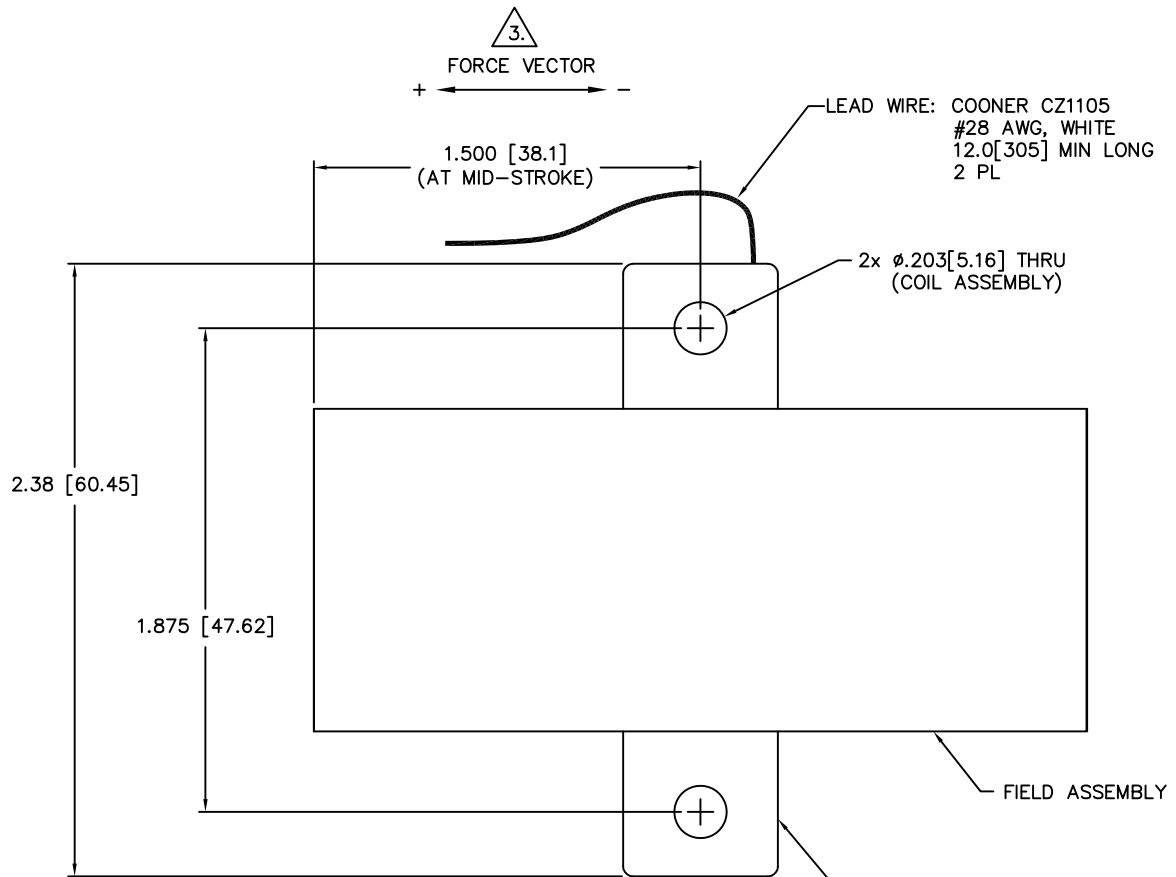 3.
FORCE VECTOR
+ -
LEAD WIRE: COONER CZ1105
#28 AWG, WHITE
12.0[305] MIN LONG
2 PL
1.500 [38.1]
(AT MID-STROKE)
2x ø.203[5.16] THRU
(COIL ASSEMBLY)
2.38 [60.45]
1.875 [47.62]
FIELD ASSEMBLY